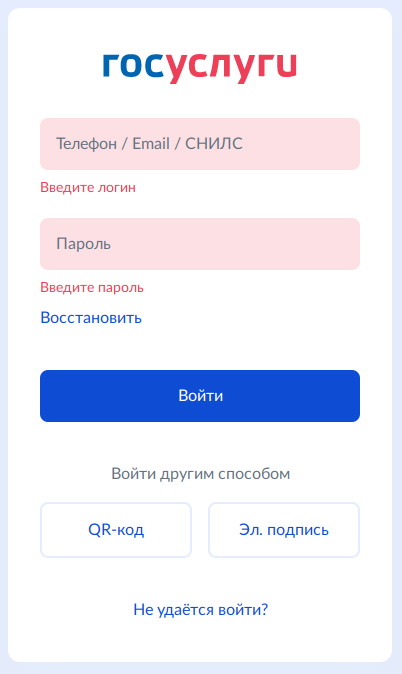 госуслуги
Телефон / Email / СНИЛС
Введите логин
Пароль
Введите пароль
Восстановить
Войти
Войти другим способом
QR-код
Эл. подпись
Не удаётся войти?